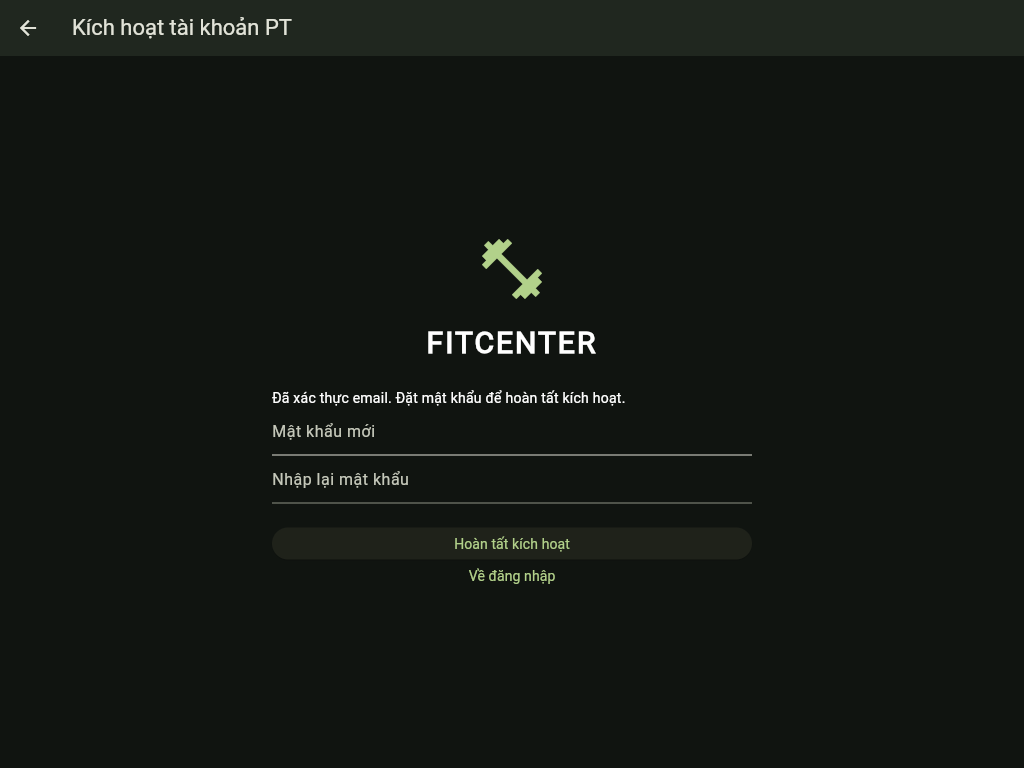 Kích hoạt tài khoản PT
FITCENTER
Đã xác thực email. Đặt mật khẩu để hoàn tất kích hoạt.
Mật khẩu mới
Nhập lại mật khẩu
Hoàn tất kích hoạt
Về đăng nhập